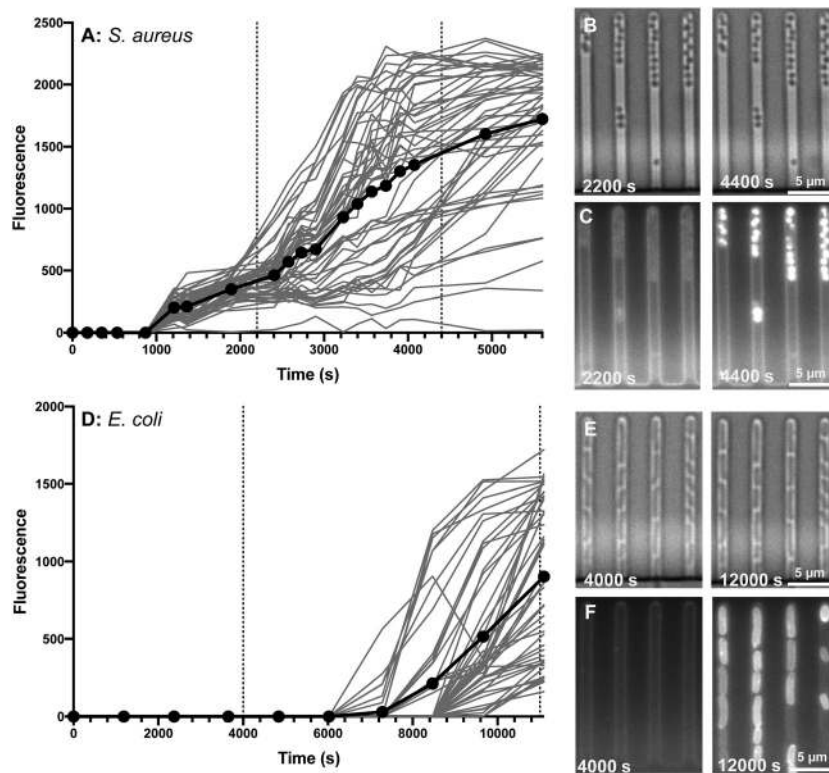 A: S. aureus
Fluorescence
2500
2000
1500
1000
500
0
0 1000 2000 3000 4000 5000
Time (s)
B
2200 s
4400 s
5 µm
C
2200 s
4400 s
5 µm
D: E. coli
Fluorescence
2000
1500
1000
500
0
0 2000 4000 6000 8000 10000
Time (s)
E
4000 s
12000 s
5 µm
F
4000 s
12000 s
5 µm